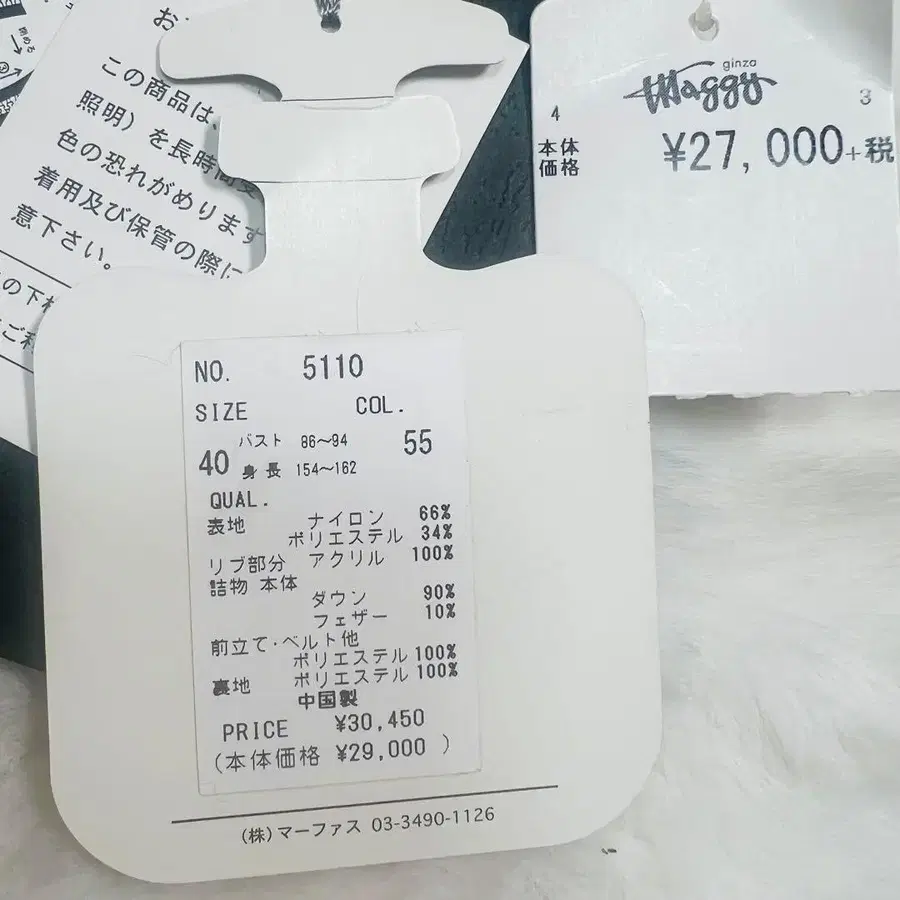 閉める
お
この商品は、
照明）を長時間受
色の恐れがめります
着用及び保管の際に
意下さい。
の下
ご利
ginza
Waggy
4
3
本体
価格
¥27,000+税
NO. 5110
SIZE COL.
40 バスト 86～94 55
身長 154～162
QUAL.
表地 ナイロン 66%
ポリエステル 34%
リブ部分 アクリル 100%
詰物 本体
ダウン 90%
フェザー 10%
前立て･ベルト他
ポリエステル 100%
裏地 ポリエステル 100%
中国製
PRICE ¥30,450
(本体価格 ¥29,000 )
(株)マーファス 03-3490-1126